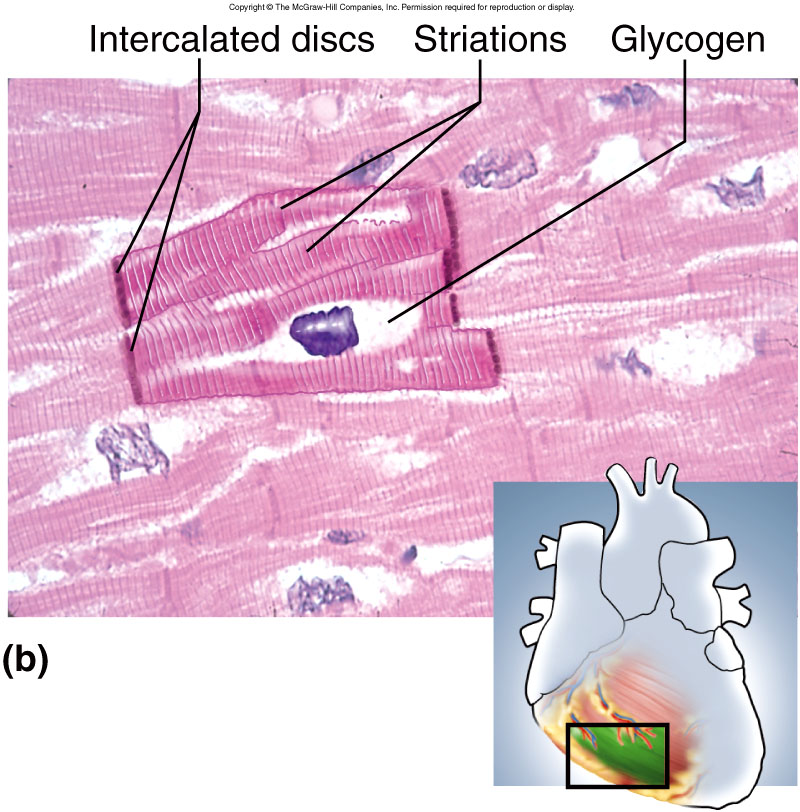 Copyright © The McGraw-Hill Companies, Inc. Permission required for reproduction or display.
Intercalated discs Striations Glycogen
(b)